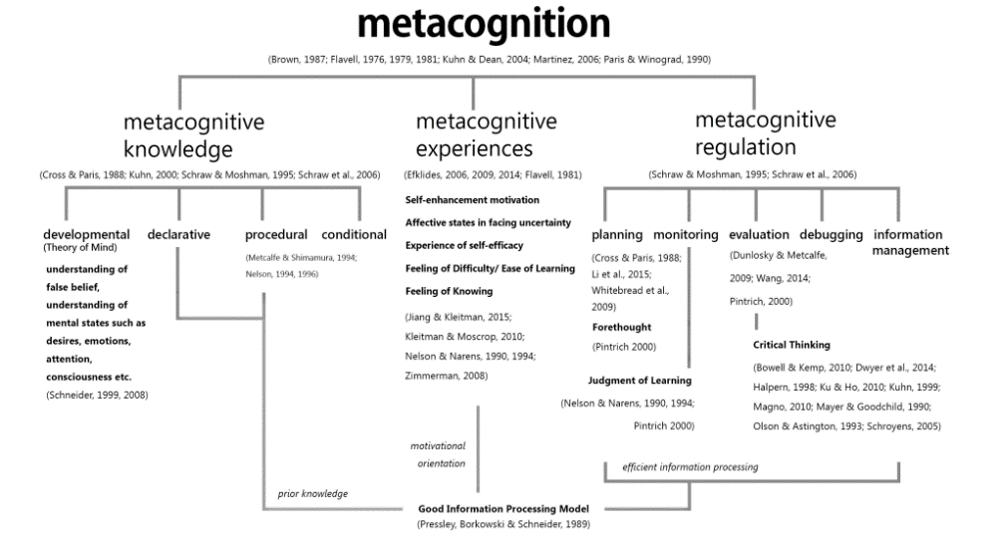 metacognition
(Brown, 1987; Flavell, 1976, 1979, 1981; Kuhn & Dean, 2004; Martinez, 2006; Paris & Winograd, 1990)
metacognitive
knowledge
(Cross & Paris, 1988; Kuhn, 2000; Schraw & Moshman, 1995; Schraw et al., 2006)
developmental
(Theory of Mind)
understanding of
false belief,
understanding of
mental states such as
desires, emotions,
attention,
consciousness etc.
(Schneider, 1999, 2008)
declarative
procedural
(Metcalfe & Shimamura, 1994;
Nelson, 1994, 1996)
conditional
prior knowledge
metacognitive
experiences
(Efklides, 2006, 2009, 2014; Flavell, 1981)
Self-enhancement motivation
Affective states in facing uncertainty
Experience of self-efficacy
Feeling of Difficulty/ Ease of Learning
Feeling of Knowing
(Jiang & Kleitman, 2015;
Kleitman & Moscrop, 2010;
Nelson & Narens, 1990, 1994;
Zimmerman, 2008)
motivational
orientation
metacognitive
regulation
(Schraw & Moshman, 1995; Schraw et al., 2006)
planning
(Cross & Paris, 1988;
Li et al., 2015;
Whitebread et al.,
2009)
Forethought
(Pintrich 2000)
monitoring
Judgment of Learning
(Nelson & Narens, 1990, 1994;
Pintrich 2000)
evaluation
(Dunlosky & Metcalfe,
2009; Wang, 2014;
Pintrich, 2000)
Critical Thinking
(Bowell & Kemp, 2010; Dwyer et al., 2014;
Halpern, 1998; Ku & Ho, 2010; Kuhn, 1999;
Magno, 2010; Mayer & Goodchild, 1990;
Olson & Astington, 1993; Schroyens, 2005)
debugging
information
management
efficient information processing
Good Information Processing Model
(Pressley, Borkowski & Schneider, 1989)